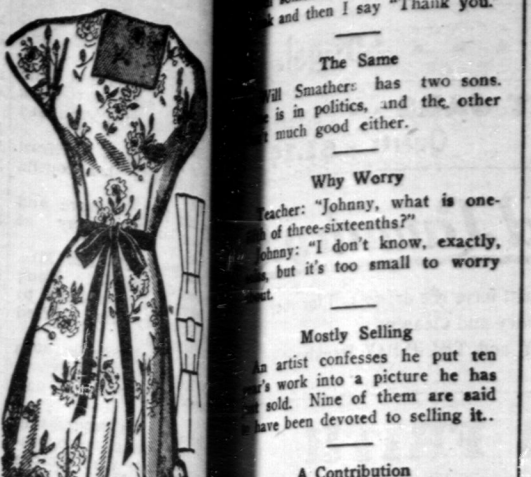 and then I say "Thank you."
The Same
Will Smathers has two sons.
is in politics, and the other
much good either.
Why Worry
Teacher: "Johnny, what is one-
of three-sixteenths?"
Johnny: "I don't know, exactly,
but it's too small to worry
Mostly Selling
An artist confesses he put ten
year's work into a picture he has
sold. Nine of them are said
have been devoted to selling it..
A Contribution